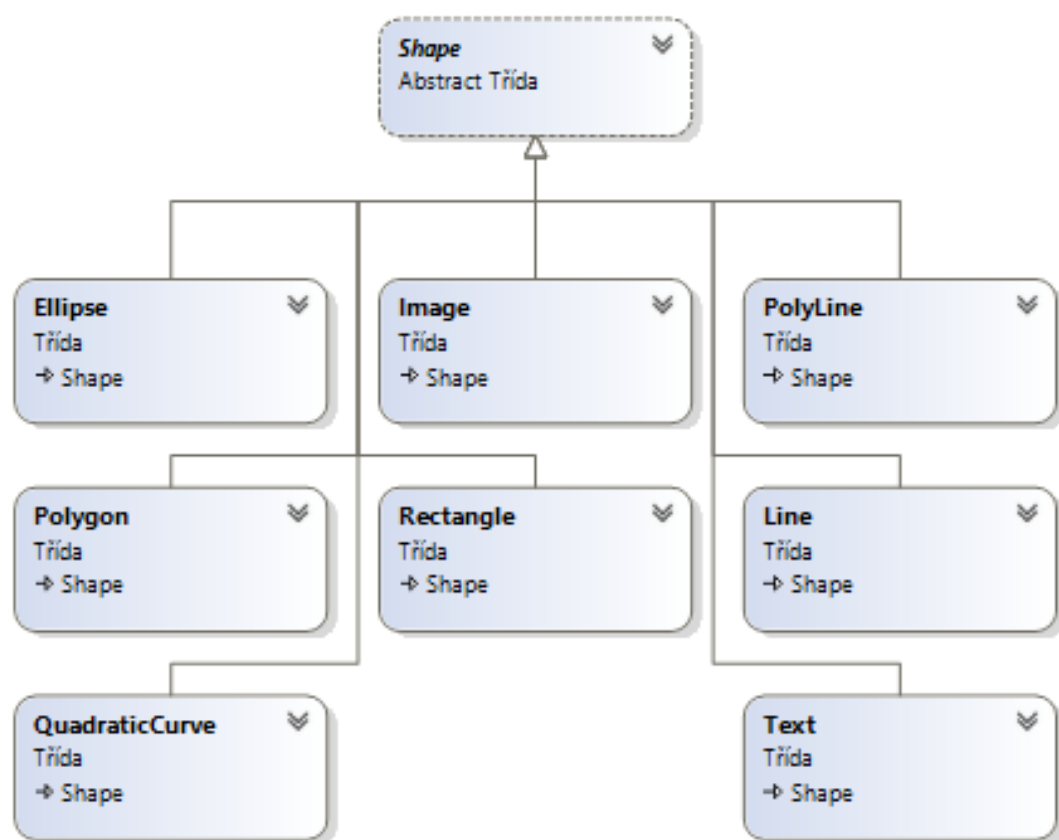 Shape
Abstract Třída
Ellipse
Třída
Shape
Image
Třída
Shape
PolyLine
Třída
Shape
Polygon
Třída
Shape
Rectangle
Třída
Shape
Line
Třída
Shape
QuadraticCurve
Třída
Shape
Text
Třída
Shape